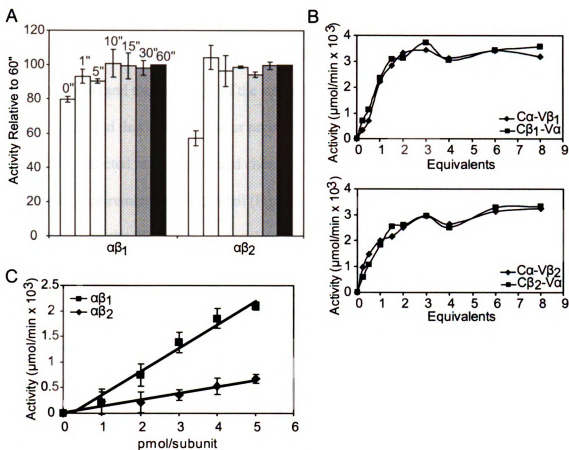 A
Activity Relative to 60"
120
100
80
60
40
20
0
0"
1"
5"
10"
15"
30"
60"
αβ1
αβ2
B
Activity (μmol/min x 10³)
4
3
2
1
0
0 1 2 3 4 5 6 7 8 9
Equivalents
Cα-Vβ1
Cβ1-Vα
Activity (μmol/min x 10³)
4
3
2
1
0
0 1 2 3 4 5 6 7 8 9
Equivalents
Cα-Vβ2
Cβ2-Vα
C
αβ1
αβ2
Activity (μmol/min x 10³)
2.5
2
1.5
1
0.5
0
0 1 2 3 4 5 6
pmol/subunit